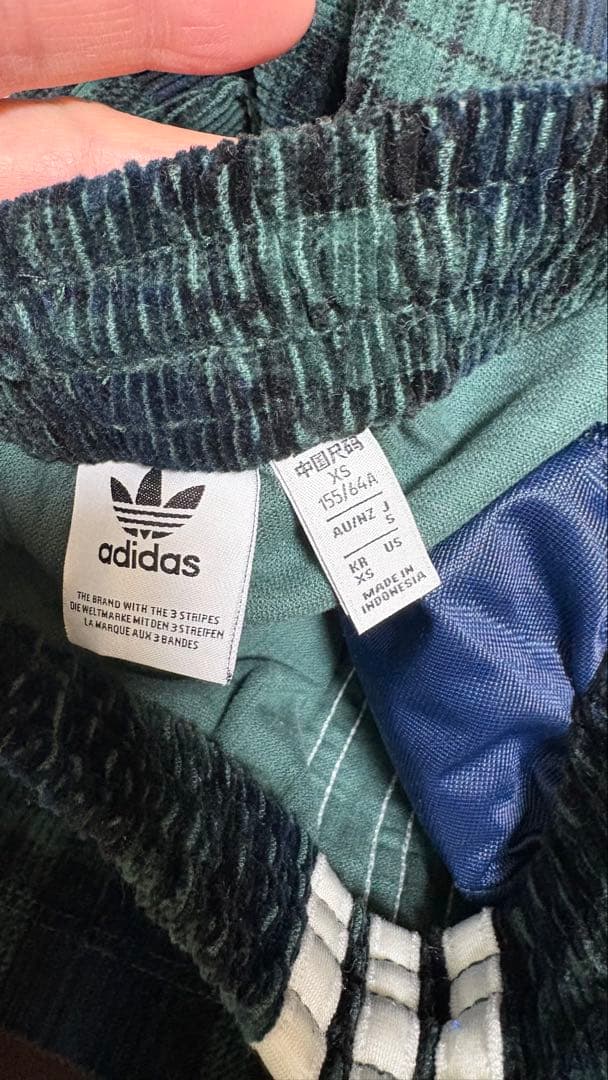 adidas
THE BRAND WITH THE 3 STRIPES
DIE WELTMARKE MIT DEN 3 STREIFEN
LA MARQUE AUX 3 BANDES
中国尺码
XS
155/64A
AU/NZ J
S
KR US
XS
MADE IN
INDONESIA